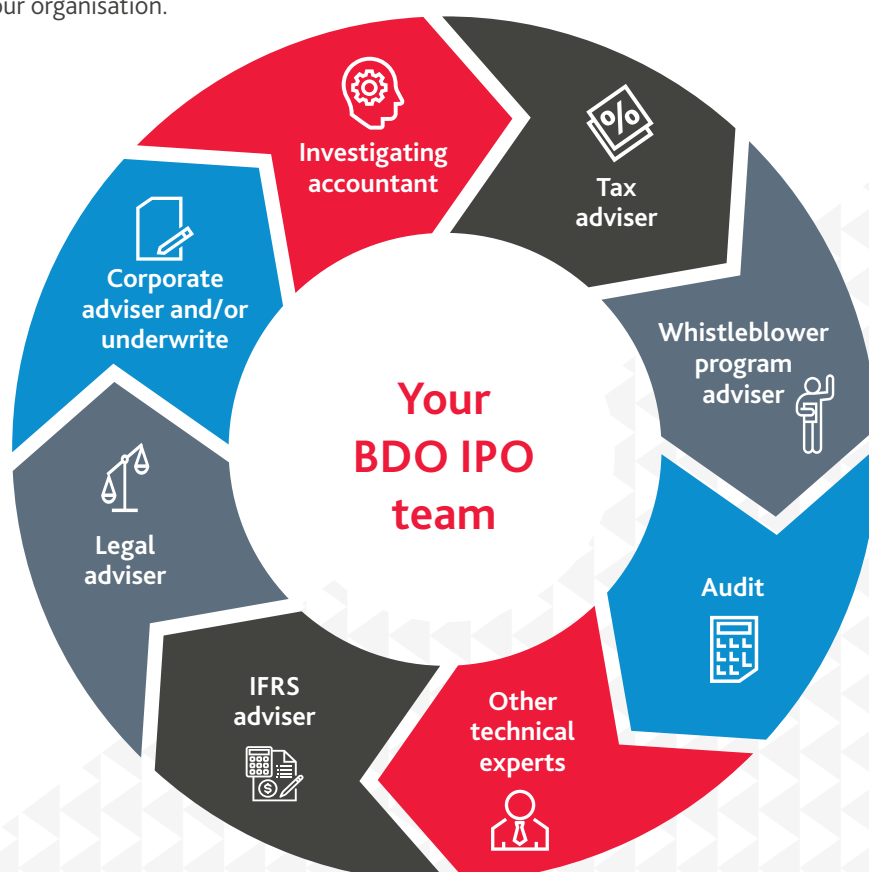 our organisation.
Investigating
accountant
%
Tax
adviser
Whistleblower
program
adviser
Audit
Other
technical
experts
$
IFRS
adviser
Legal
adviser
Corporate
adviser and/or
underwrite
Your
BDO IPO
team